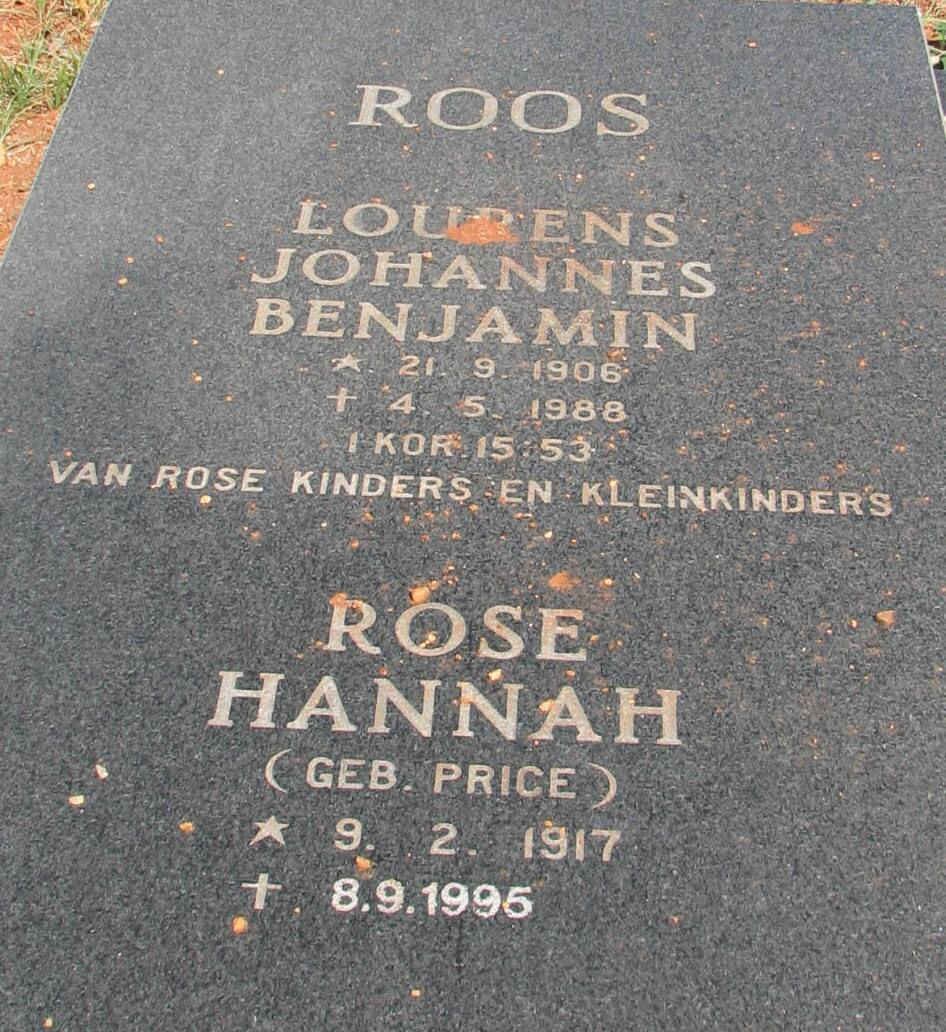 ROOS
LOURENS
JOHANNES
BENJAMIN
★ 21. 9. 1906
† 4. 5. 1988
1 KOR. 15:53
VAN ROSE KINDERS EN KLEINKINDERS
ROSE
HANNAH
(GEB. PRICE)
★ 9. 2. 1917
† 8.9.1995